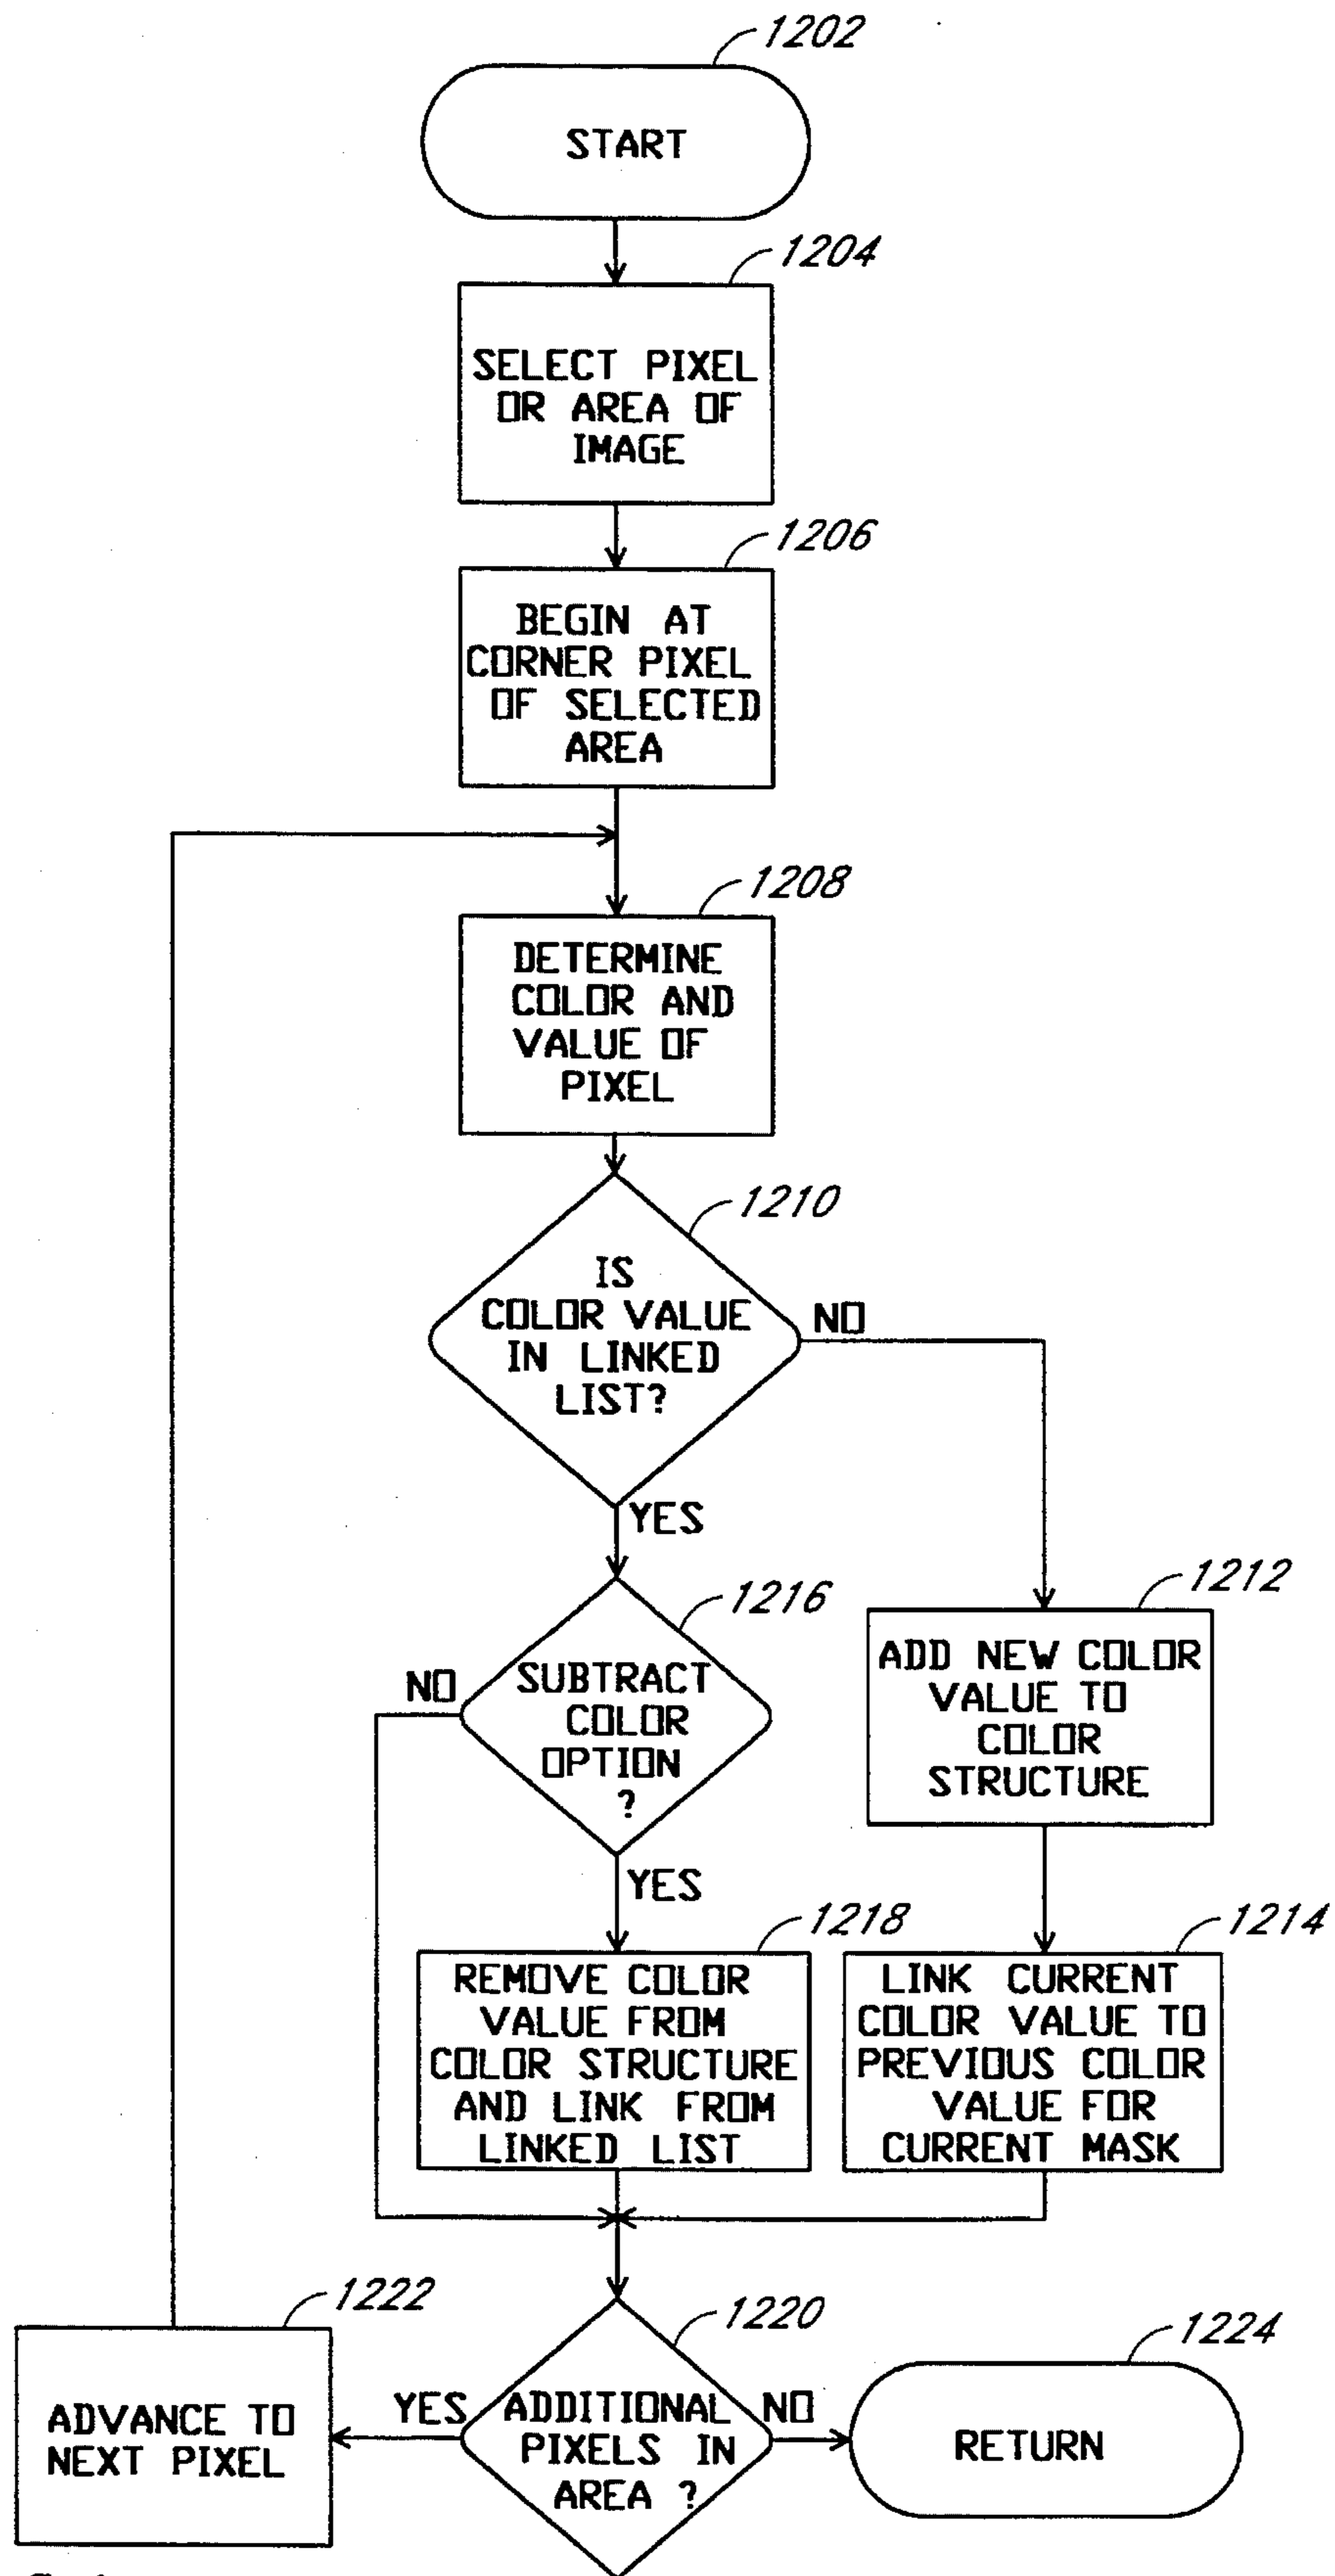 1202
START
1204
SELECT PIXEL
OR AREA OF
IMAGE
1206
BEGIN AT
CORNER PIXEL
OF SELECTED
AREA
1208
DETERMINE
COLOR AND
VALUE OF
PIXEL
1210
IS
COLOR VALUE
IN LINKED
LIST?
NO
YES
1216
SUBTRACT
COLOR
OPTION
?
NO
YES
1212
ADD NEW COLOR
VALUE TO
COLOR
STRUCTURE
1218
REMOVE COLOR
VALUE FROM
COLOR STRUCTURE
AND LINK FROM
LINKED LIST
1214
LINK CURRENT
COLOR VALUE TO
PREVIOUS COLOR
VALUE FOR
CURRENT MASK
1220
ADDITIONAL
PIXELS IN
AREA ?
YES
NO
1222
ADVANCE TO
NEXT PIXEL
1224
RETURN